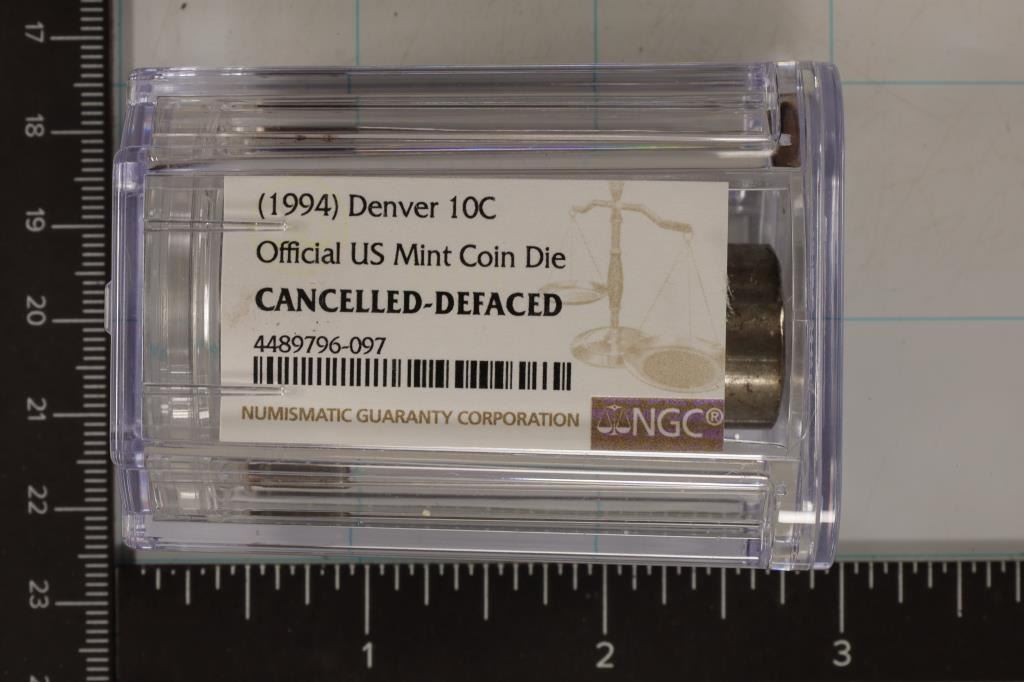 (1994) Denver 10C
Official US Mint Coin Die
CANCELLED-DEFACED
4489796-097
NUMISMATIC GUARANTY CORPORATION
NGC®
17
18
19
20
21
22
23
1
2
3